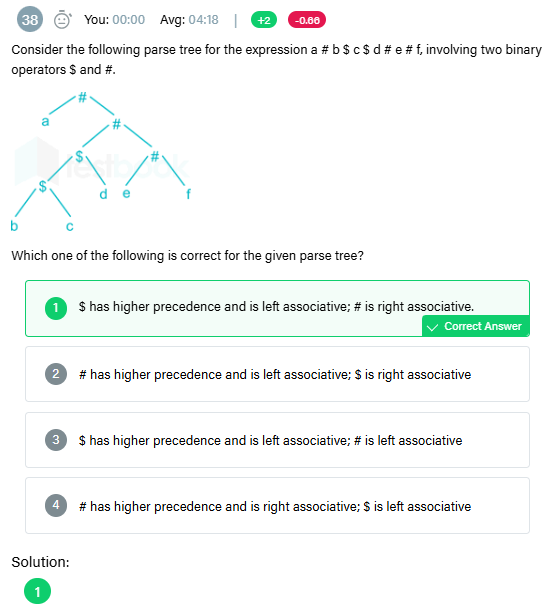 38 You: 00:00 Avg: 04:18 | +2 -0.66
Consider the following parse tree for the expression a # b $ c $ d # e # f, involving two binary
operators $ and #.
#
a #
$ #
$ d e f
b c
Which one of the following is correct for the given parse tree?
1 $ has higher precedence and is left associative; # is right associative.
Correct Answer
2 # has higher precedence and is left associative; $ is right associative
3 $ has higher precedence and is left associative; # is left associative
4 # has higher precedence and is right associative; $ is left associative
Solution:
1